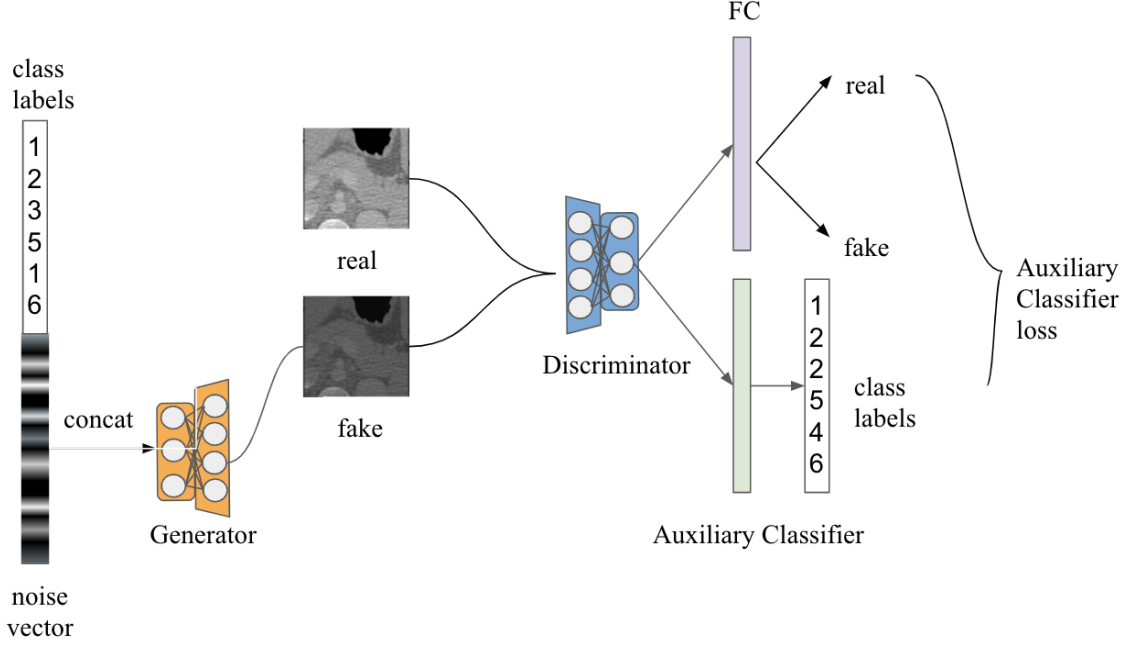 class
labels
1
2
3
5
1
6
noise
vector
concat
Generator
real
fake
Discriminator
FC
real
fake
Auxiliary Classifier
1
2
2
5
4
6
class
labels
Auxiliary
Classifier
loss